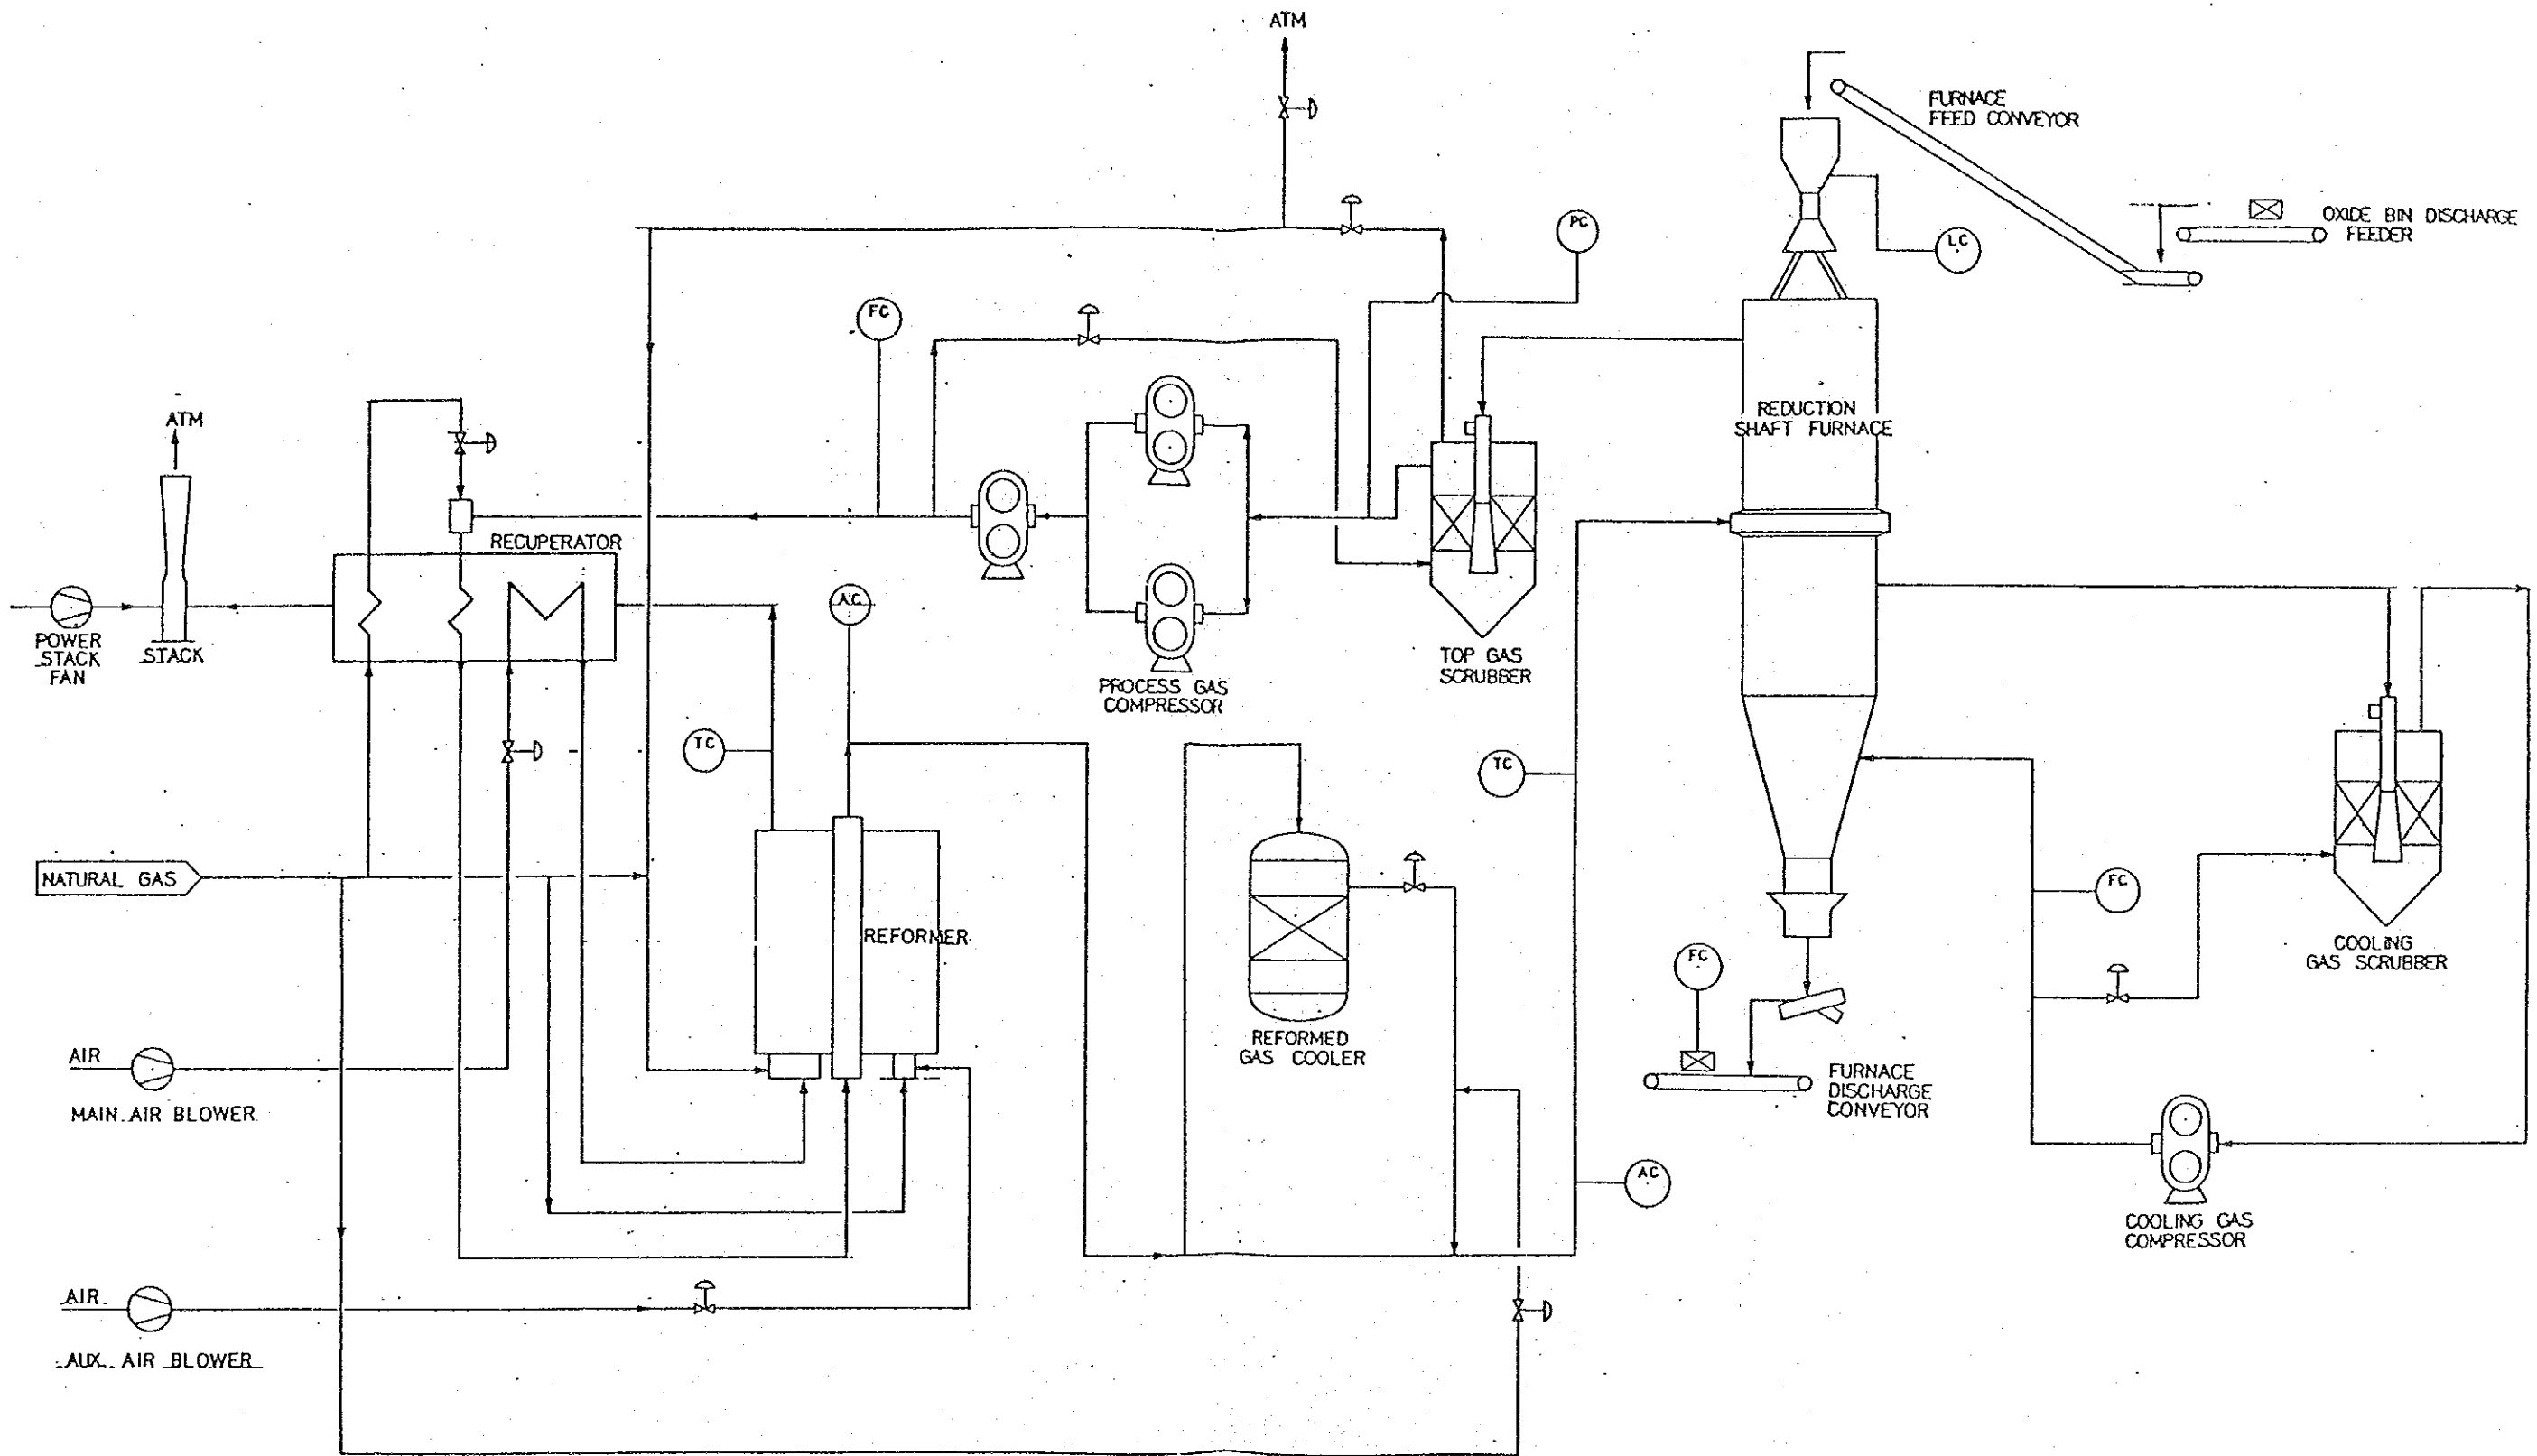 ATM
FURNACE
FEED CONVEYOR
OXIDE BIN DISCHARGE
FEEDER
PC
LC
FC
ATM
REDUCTION
SHAFT FURNACE
RECUPERATOR
AC
POWER
STACK
FAN
STACK
TOP GAS
SCRUBBER
PROCESS GAS
COMPRESSOR
TC
TC
NATURAL GAS
REFORMER
FC
COOLING
GAS SCRUBBER
FC
REFORMED
GAS COOLER
AIR
MAIN AIR BLOWER
FURNACE
DISCHARGE
CONVEYOR
AC
COOLING GAS
COMPRESSOR
AIR
AUX. AIR BLOWER